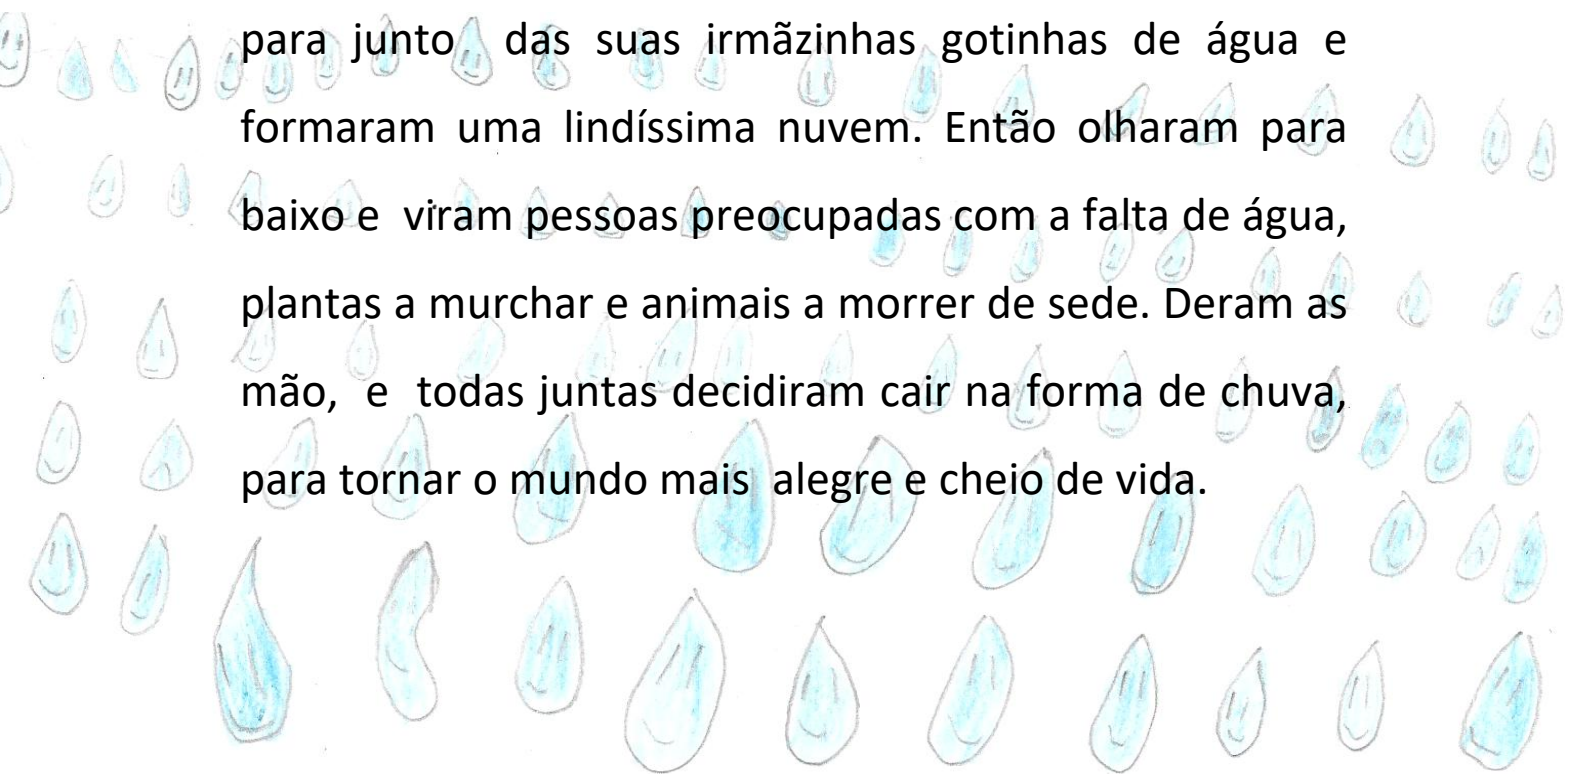 para junto das suas irmãzinhas gotinhas de água e
formaram uma lindíssima nuvem. Então olharam para
baixo e viram pessoas preocupadas com a falta de água,
plantas a murchar e animais a morrer de sede. Deram as
mão, e todas juntas decidiram cair na forma de chuva,
para tornar o mundo mais alegre e cheio de vida.